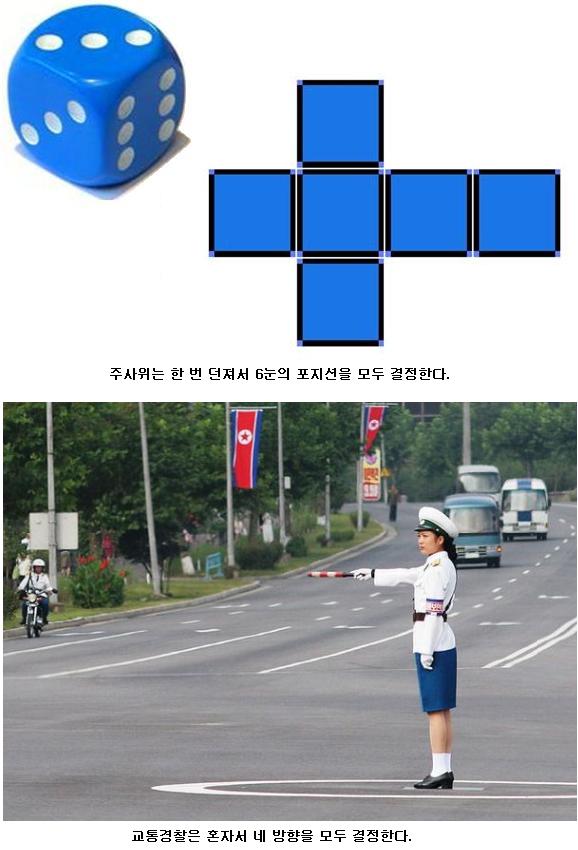 주사위는 한 번 던져서 6눈의 포지션을 모두 결정한다.
교통경찰은 혼자서 네 방향을 모두 결정한다.